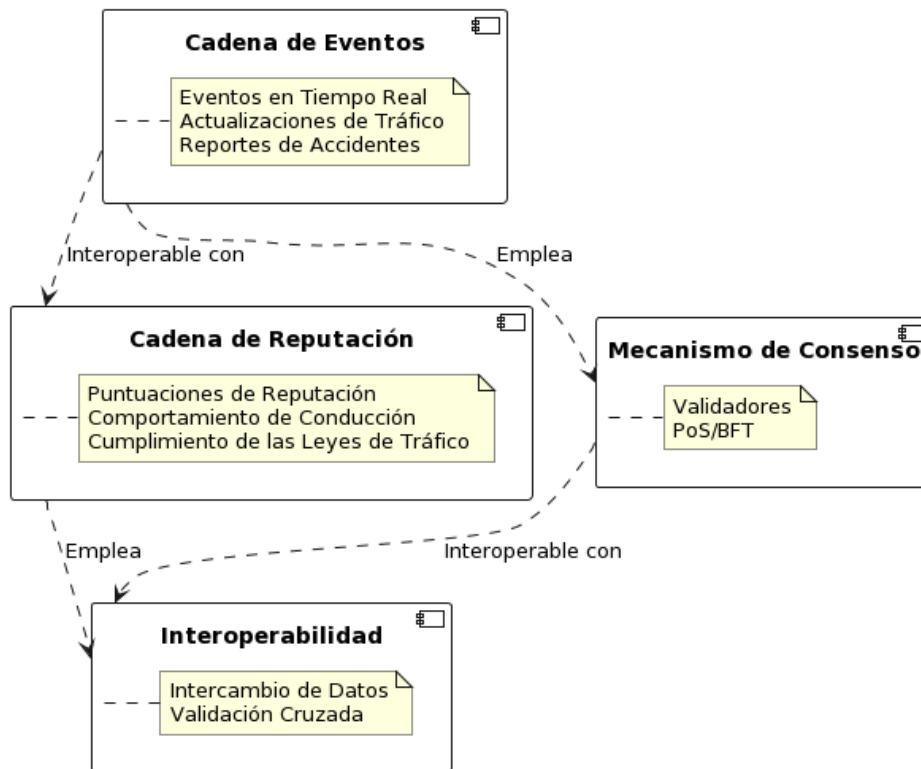 Cadena de Eventos
Eventos en Tiempo Real
Actualizaciones de Tráfico
Reportes de Accidentes
Interoperable con
Emplea
Cadena de Reputación
Puntuaciones de Reputación
Comportamiento de Conducción
Cumplimiento de las Leyes de Tráfico
Mecanismo de Consenso
Validadores
PoS/BFT
Emplea
Interoperable con
Interoperabilidad
Intercambio de Datos
Validación Cruzada